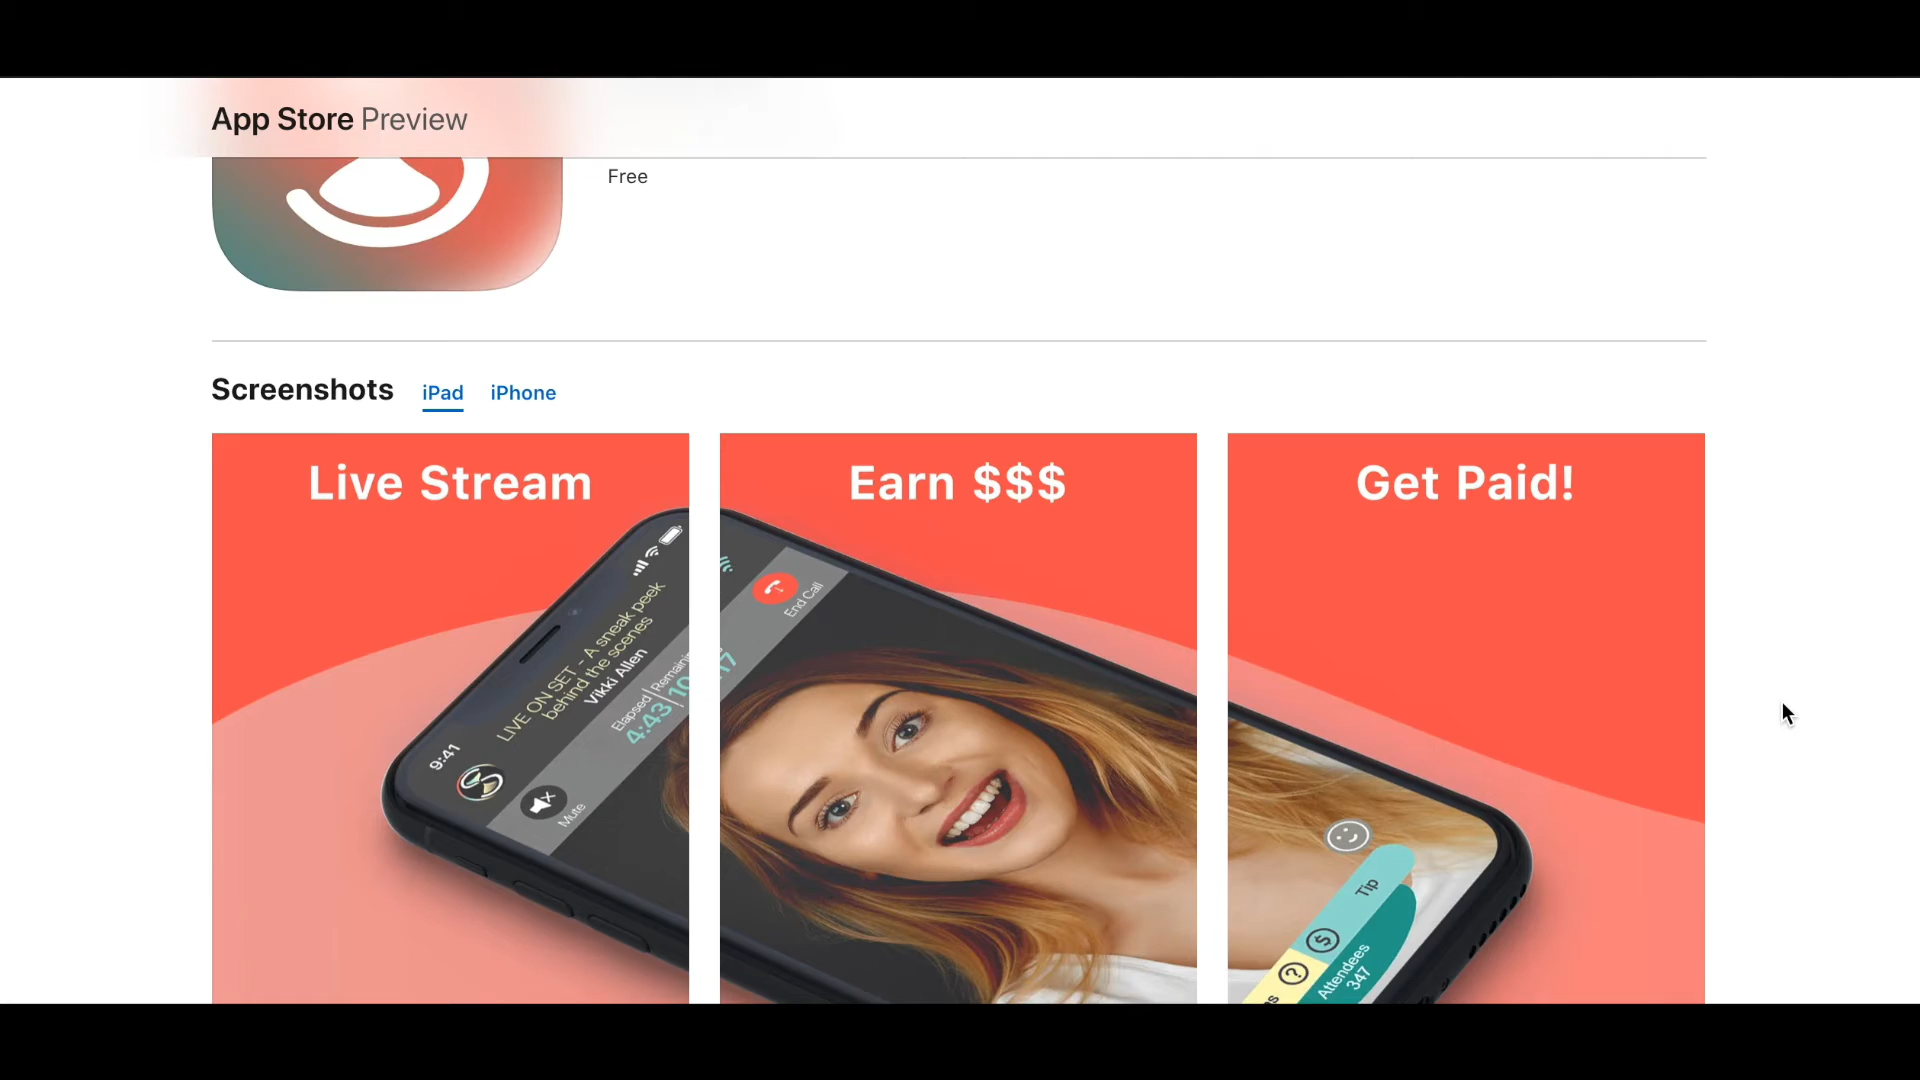 App Store Preview
Free
Screenshots iPad iPhone
Live Stream
Earn $$$
Get Paid!
9:41
LIVE ON SET - A sneak peek
behind the scenes
Vikki Allen
Elapsed
4:43
Mute
End Call
Tip
Attendees
347